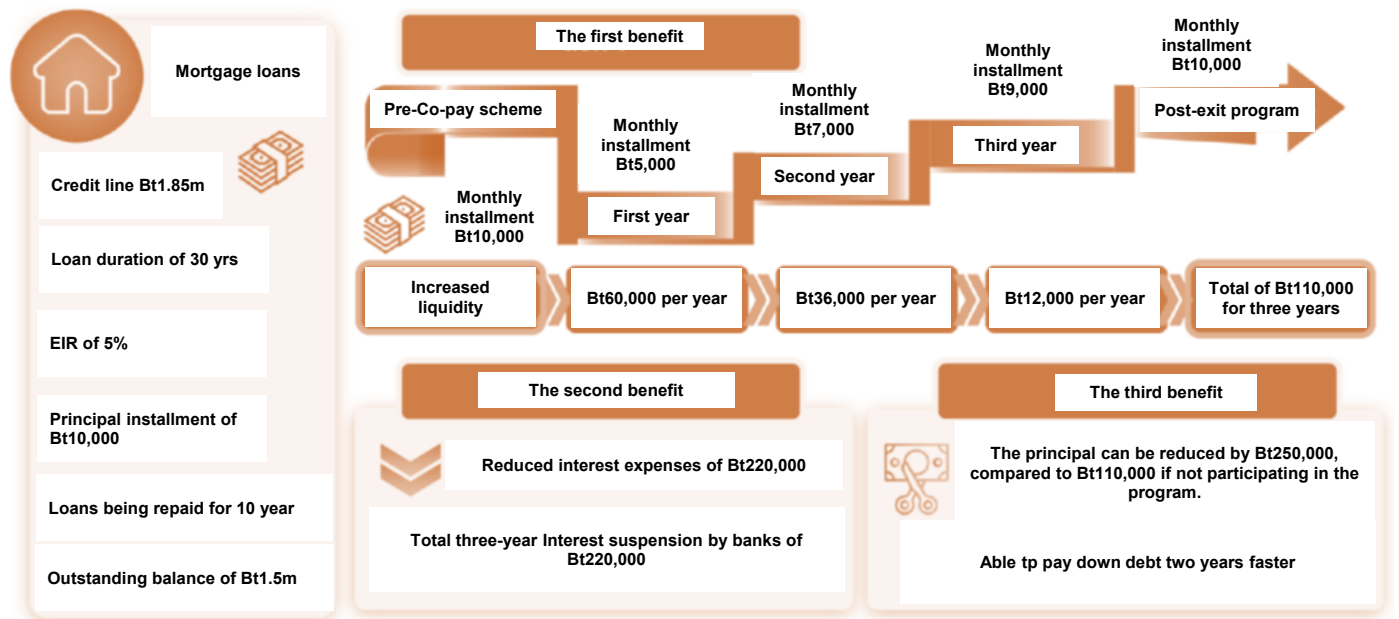 Mortgage loans
Credit line Bt1.85m
Loan duration of 30 yrs
EIR of 5%
Principal installment of
Bt10,000
Loans being repaid for 10 year
Outstanding balance of Bt1.5m
The first benefit
Pre-Co-pay scheme
Monthly
installment
Bt10,000
Monthly
installment
Bt5,000
First year
Monthly
installment
Bt7,000
Second year
Monthly
installment
Bt9,000
Third year
Monthly
installment
Bt10,000
Post-exit program
Increased
liquidity
Bt60,000 per year
Bt36,000 per year
Bt12,000 per year
Total of Bt110,000
for three years
The second benefit
Reduced interest expenses of Bt220,000
Total three-year Interest suspension by banks of
Bt220,000
The third benefit
The principal can be reduced by Bt250,000,
compared to Bt110,000 if not participating in the
program.
Able tp pay down debt two years faster